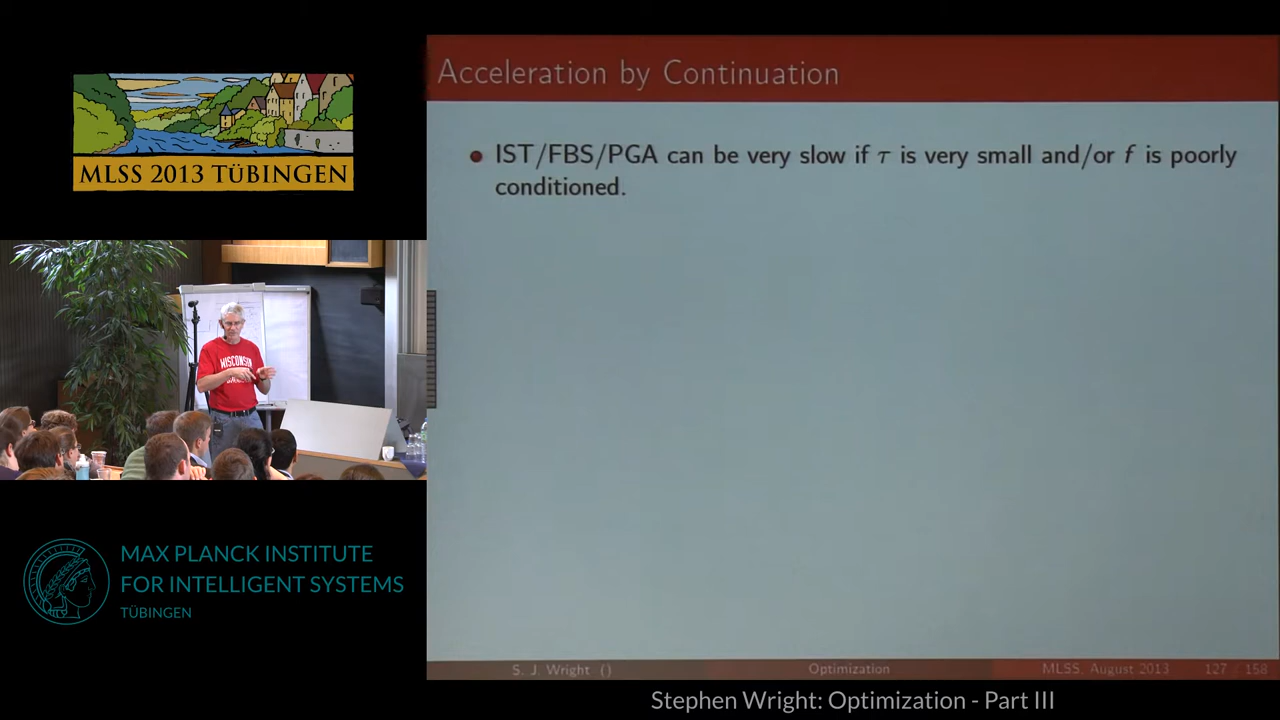 MLSS 2013 TÜBINGEN
WISCONSIN
MAX PLANCK INSTITUTE
FOR INTELLIGENT SYSTEMS
TÜBINGEN
Acceleration by Continuation
IST/FBS/PGA can be very slow if τ is very small and/or f is poorly
conditioned.
S. J. Wright () Optimization MLSS, August 2013 127 / 158
Stephen Wright: Optimization - Part III